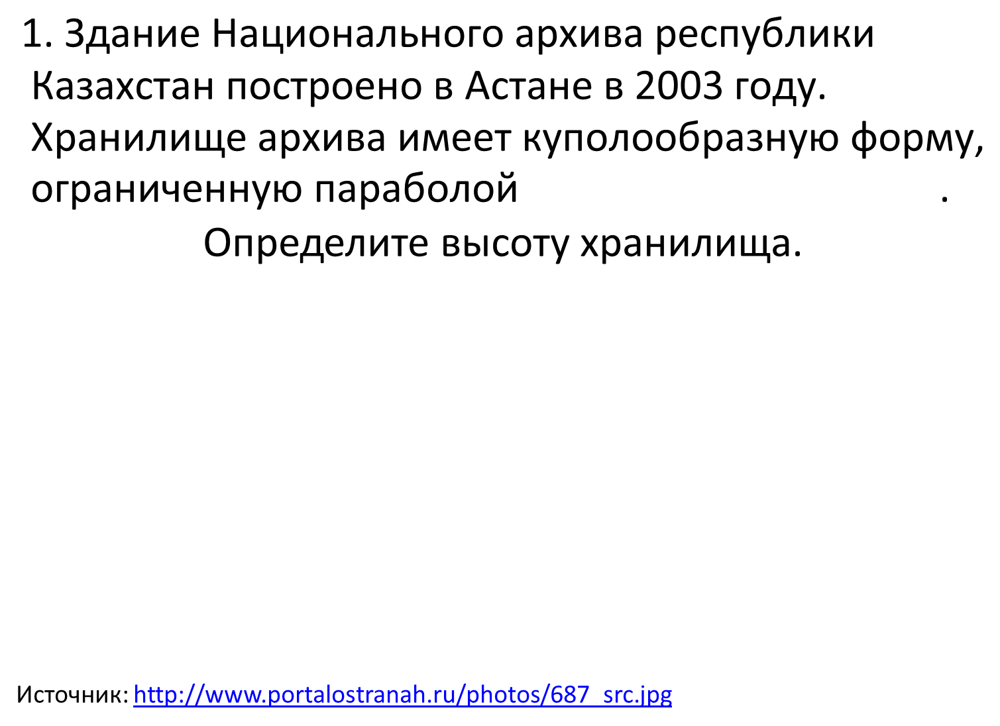 1. Здание Национального архива республики
Казахстан построено в Астане в 2003 году.
Хранилище архива имеет куполообразную форму,
ограниченную параболой .
Определите высоту хранилища.
Источник: http://www.portalostranah.ru/photos/687_src.jpg